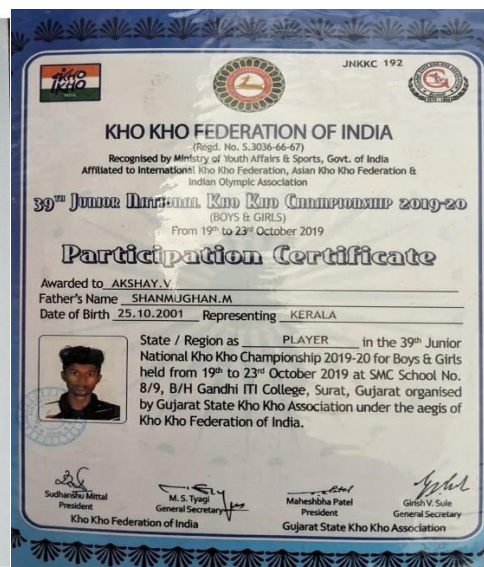 JNKKC 192
KHO KHO
KHO KHO FEDERATION OF INDIA
(Regd. No. S.3036-66-67)
Recognised by Ministry of Youth Affairs & Sports, Govt. of India
Affiliated to International Kho Kho Federation, Asian Kho Kho Federation &
Indian Olympic Association
39TH Junior National Kho Kho Championship 2019-20
(BOYS & GIRLS)
From 19th to 23rd October 2019
Participation Certificate
Awarded to AKSHAY.V
Father's Name SHANMUGHAN.M
Date of Birth 25.10.2001 Representing KERALA
State / Region as PLAYER in the 39th Junior
National Kho Kho Championship 2019-20 for Boys & Girls
held from 19th to 23rd October 2019 at SMC School No.
8/9, B/H Gandhi ITI College, Surat, Gujarat organised
by Gujarat State Kho Kho Association under the aegis of
Kho Kho Federation of India.
Sudhanshu Mittal
President
M. S. Tyagi
General Secretary
Kho Kho Federation of India
Maheshbha Patel
President
Girish V. Sule
General Secretary
Gujarat State Kho Kho Association